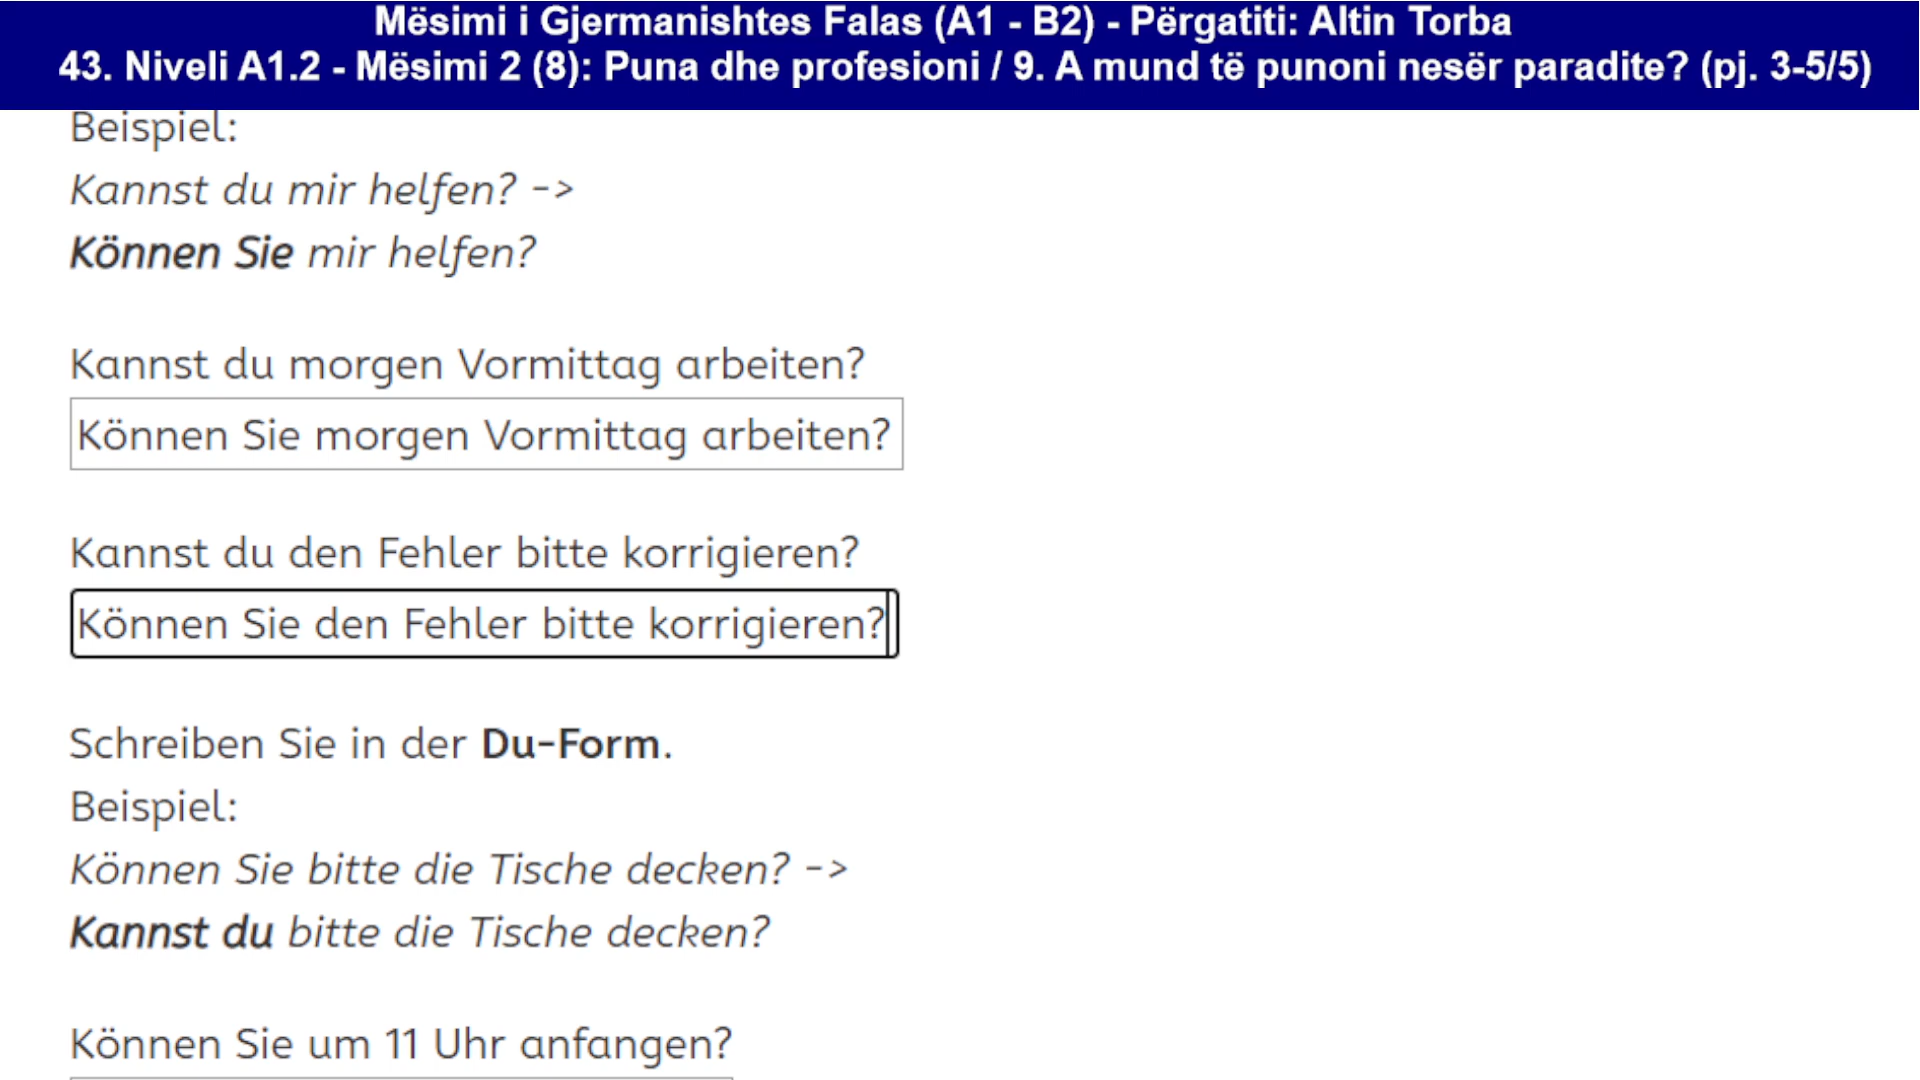 Mësimi i Gjermanishtes Falas (A1 - B2) - Përgatiti: Altin Torba
43. Niveli A1.2 - Mësimi 2 (8): Puna dhe profesioni / 9. A mund të punoni nesër paradite? (pj. 3-5/5)
Beispiel:
Kannst du mir helfen? ->
Können Sie mir helfen?
Kannst du morgen Vormittag arbeiten?
Können Sie morgen Vormittag arbeiten?
Kannst du den Fehler bitte korrigieren?
Können Sie den Fehler bitte korrigieren?
Schreiben Sie in der Du-Form.
Beispiel:
Können Sie bitte die Tische decken? ->
Kannst du bitte die Tische decken?
Können Sie um 11 Uhr anfangen?